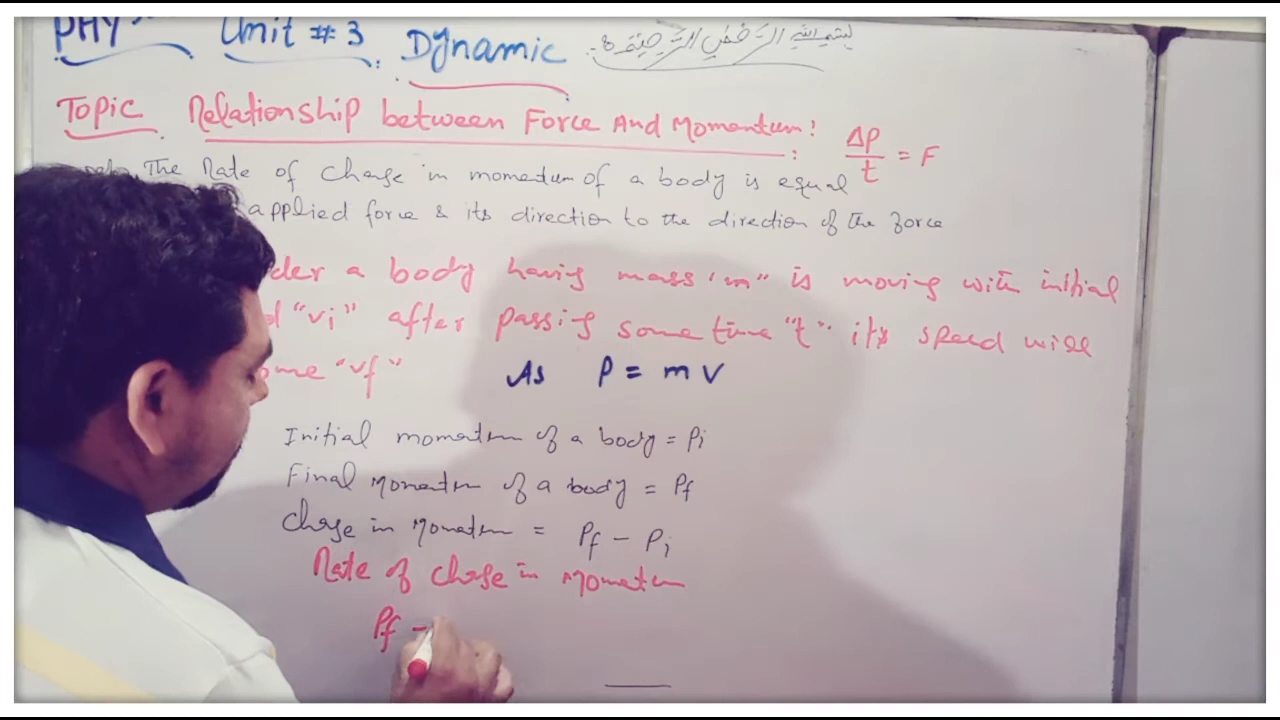 PHY Unit # 3 Dynamic بسم الله الرحمن الرحيم
Topic Relationship between Force And Momentum:
ΔP/t = F
The Rate of Change in momentum of a body is equal
applied force & its direction to the direction of the force
der a body having mass "m" is moving with initial
"vi" after passing some time "t" its speed will
ome "vf" As P = mv
Initial momentum of a body = Pi
Final Momentum of a body = Pf
Change in Momentum = Pf - Pi
Rate of change in Momentum
Pf -